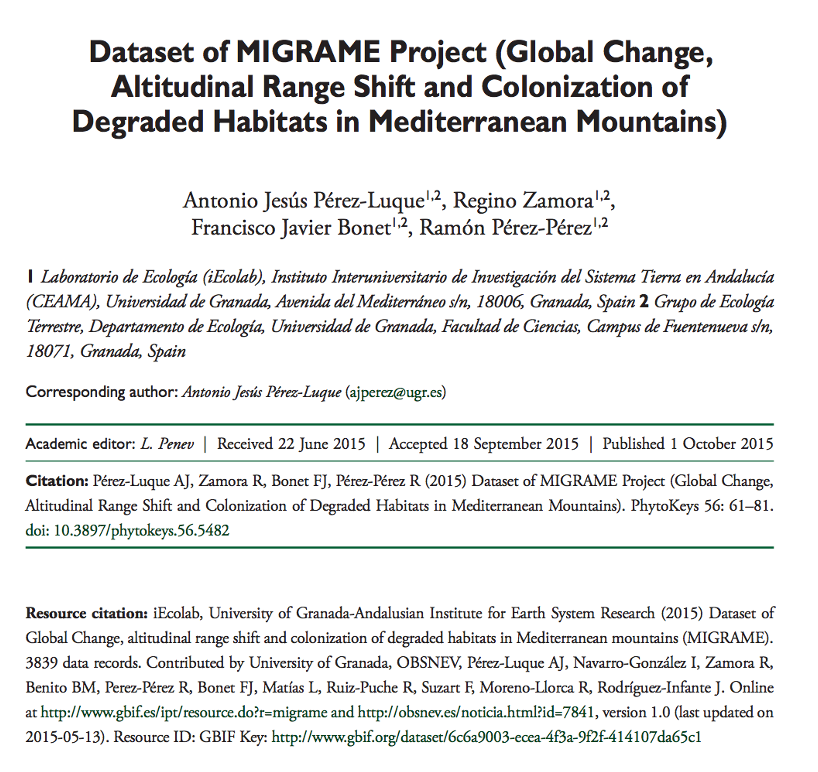 Dataset of MIGRAME Project (Global Change,
Altitudinal Range Shift and Colonization of
Degraded Habitats in Mediterranean Mountains)
Antonio Jesús Pérez-Luque1,2, Regino Zamora1,2,
Francisco Javier Bonet1,2, Ramón Pérez-Pérez1,2
1 Laboratorio de Ecología (iEcolab), Instituto Interuniversitario de Investigación del Sistema Tierra en Andalucía
(CEAMA), Universidad de Granada, Avenida del Mediterráneo s/n, 18006, Granada, Spain 2 Grupo de Ecología
Terrestre, Departamento de Ecología, Universidad de Granada, Facultad de Ciencias, Campus de Fuentenueva s/n,
18071, Granada, Spain
Corresponding author: Antonio Jesús Pérez-Luque (ajperez@ugr.es)
Academic editor: L. Penev | Received 22 June 2015 | Accepted 18 September 2015 | Published 1 October 2015
Citation: Pérez-Luque AJ, Zamora R, Bonet FJ, Pérez-Pérez R (2015) Dataset of MIGRAME Project (Global Change,
Altitudinal Range Shift and Colonization of Degraded Habitats in Mediterranean Mountains). PhytoKeys 56: 61–81.
doi: 10.3897/phytokeys.56.5482
Resource citation: iEcolab, University of Granada-Andalusian Institute for Earth System Research (2015) Dataset of
Global Change, altitudinal range shift and colonization of degraded habitats in Mediterranean mountains (MIGRAME).
3839 data records. Contributed by University of Granada, OBSNEV, Pérez-Luque AJ, Navarro-González I, Zamora R,
Benito BM, Perez-Pérez R, Bonet FJ, Matías L, Ruiz-Puche R, Suzart F, Moreno-Llorca R, Rodríguez-Infante J. Online
at http://www.gbif.es/ipt/resource.do?r=migrame and http://obsnev.es/noticia.html?id=7841, version 1.0 (last updated on
2015-05-13). Resource ID: GBIF Key: http://www.gbif.org/dataset/6c6a9003-ecea-4f3a-9f2f-414107da65c1